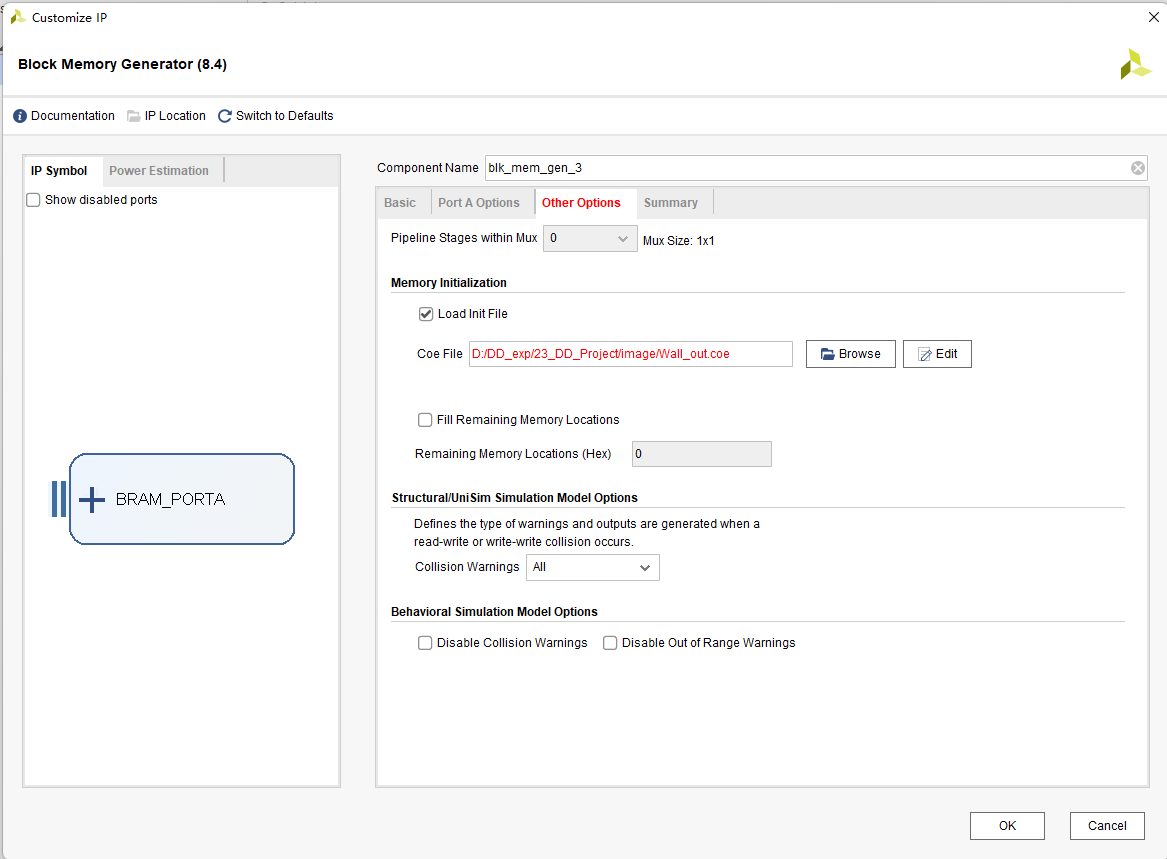 Customize IP
Block Memory Generator (8.4)
Documentation IP Location Switch to Defaults
IP Symbol Power Estimation
Show disabled ports
BRAM_PORTA
Component Name blk_mem_gen_3
Basic Port A Options Other Options Summary
Pipeline Stages within Mux 0 Mux Size: 1x1
Memory Initialization
Load Init File
Coe File D:/DD_exp/23_DD_Project/image/Wall_out.coe Browse Edit
Fill Remaining Memory Locations
Remaining Memory Locations (Hex) 0
Structural/UniSim Simulation Model Options
Defines the type of warnings and outputs are generated when a
read-write or write-write collision occurs.
Collision Warnings All
Behavioral Simulation Model Options
Disable Collision Warnings Disable Out of Range Warnings
OK Cancel